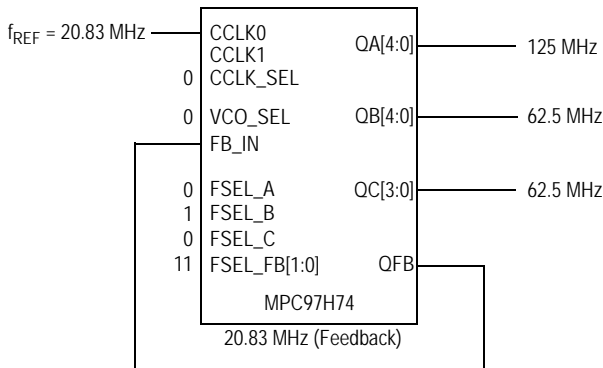 fREF = 20.83 MHz
CCLK0
CCLK1
0 CCLK_SEL
0 VCO_SEL
FB_IN
0 FSEL_A
1 FSEL_B
0 FSEL_C
11 FSEL_FB[1:0]
QA[4:0] 125 MHz
QB[4:0] 62.5 MHz
QC[3:0] 62.5 MHz
QFB
MPC97H74
20.83 MHz (Feedback)